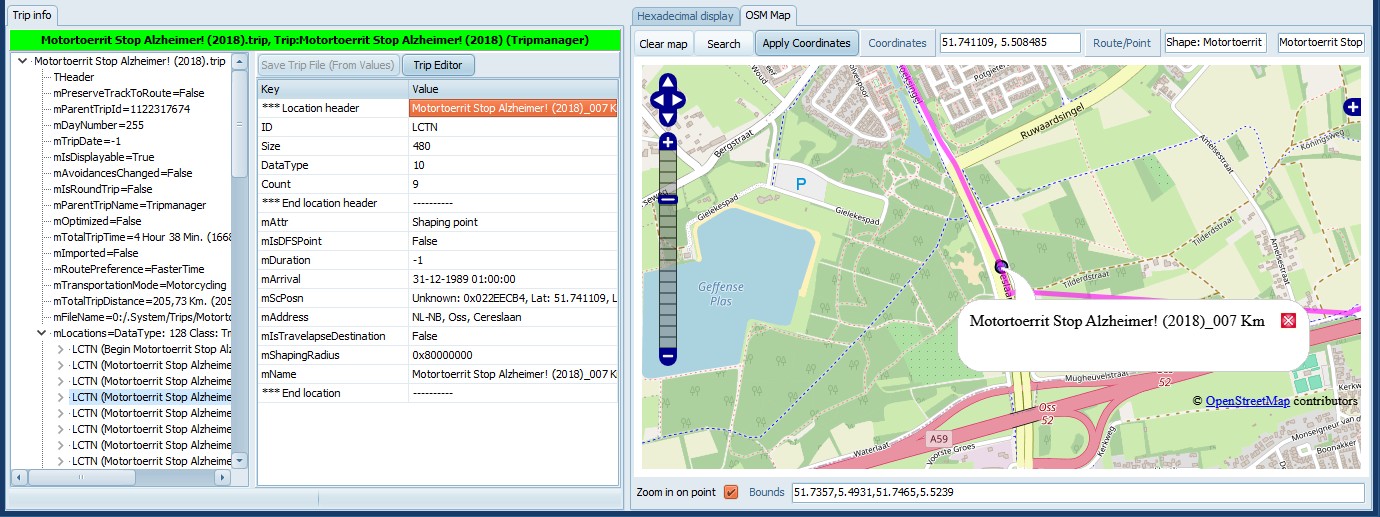 Trip info
Motortoerrit Stop Alzheimer! (2018).trip, Trip:Motortoerrit Stop Alzheimer! (2018) (Tripmanager)
Motortoerrit Stop Alzheimer! (2018).trip
THeader
mPreserveTrackToRoute=False
mParentTripId=1122317674
mDayNumber=255
mTripDate=-1
mIsDisplayable=True
mAvoidancesChanged=False
mIsRoundTrip=False
mParentTripName=Tripmanager
mOptimized=False
mTotalTripTime=4 Hour 38 Min. (1668
mImported=False
mRoutePreference=FasterTime
mTransportationMode=Motorcycling
mTotalTripDistance=205,73 Km. (205
mFileName=0:/.System/Trips/Motorto
mLocations=DataType: 128 Class: Tr
LCTN (Begin Motortoerrit Stop Al
LCTN (Motortoerrit Stop Alzheime
LCTN (Motortoerrit Stop Alzheime
LCTN (Motortoerrit Stop Alzheime
LCTN (Motortoerrit Stop Alzheime
LCTN (Motortoerrit Stop Alzheime
LCTN (Motortoerrit Stop Alzheime
LCTN (Motortoerrit Stop Alzheime
Save Trip File (From Values)
Trip Editor
Key Value
*** Location header Motortoerrit Stop Alzheimer! (2018)_007 K
ID LCTN
Size 480
DataType 10
Count 9
*** End location header ----------
mAttr Shaping point
mIsDFSPoint False
mDuration -1
mArrival 31-12-1989 01:00:00
mScPosn Unknown: 0x022EECB4, Lat: 51.741109, L
mAddress NL-NB, Oss, Cereslaan
mIsTravelapseDestination False
mShapingRadius 0x80000000
mName Motortoerrit Stop Alzheimer! (2018)_007 K
*** End location ----------
Hexadecimal display
OSM Map
Clear map
Search
Apply Coordinates
Coordinates
51.741109, 5.508485
Route/Point
Shape: Motortoerrit
Motortoerrit Stop
Woud
Bergstraat
Potgieter
Ruwaardsingel
Amelsestraat
Koningsweg
P
Gielekespad
Gielekespad
Geffense
Plas
Tilderdstraat
Tilderdstraat
Amelsestraat
Motortoerrit Stop Alzheimer! (2018)_007 Km
Mugheuvelstraat
Oss
52
Oss
52
A59
Waterlaat
Voorste Groes
Kerkweg
Kerkw
Monseigneur van d
Boonakker
© OpenStreetMap contributors
Zoom in on point
Bounds
51.7357,5.4931,51.7465,5.5239